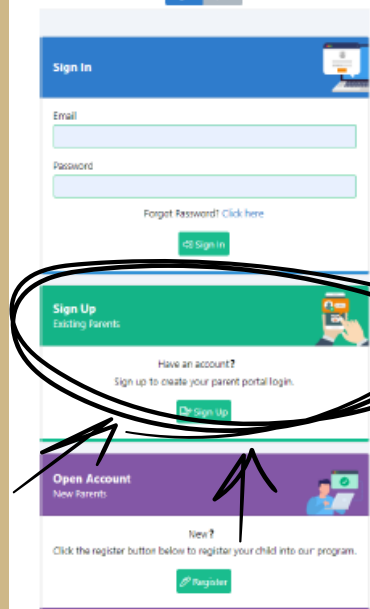 Sign In
Email
Password
Forgot Password? Click here
Sign In
Sign Up
Existing Parents
Have an account?
Sign up to create your parent portal login.
Sign Up
Open Account
New Parents
New?
Click the register button below to register your child into our program.
Register